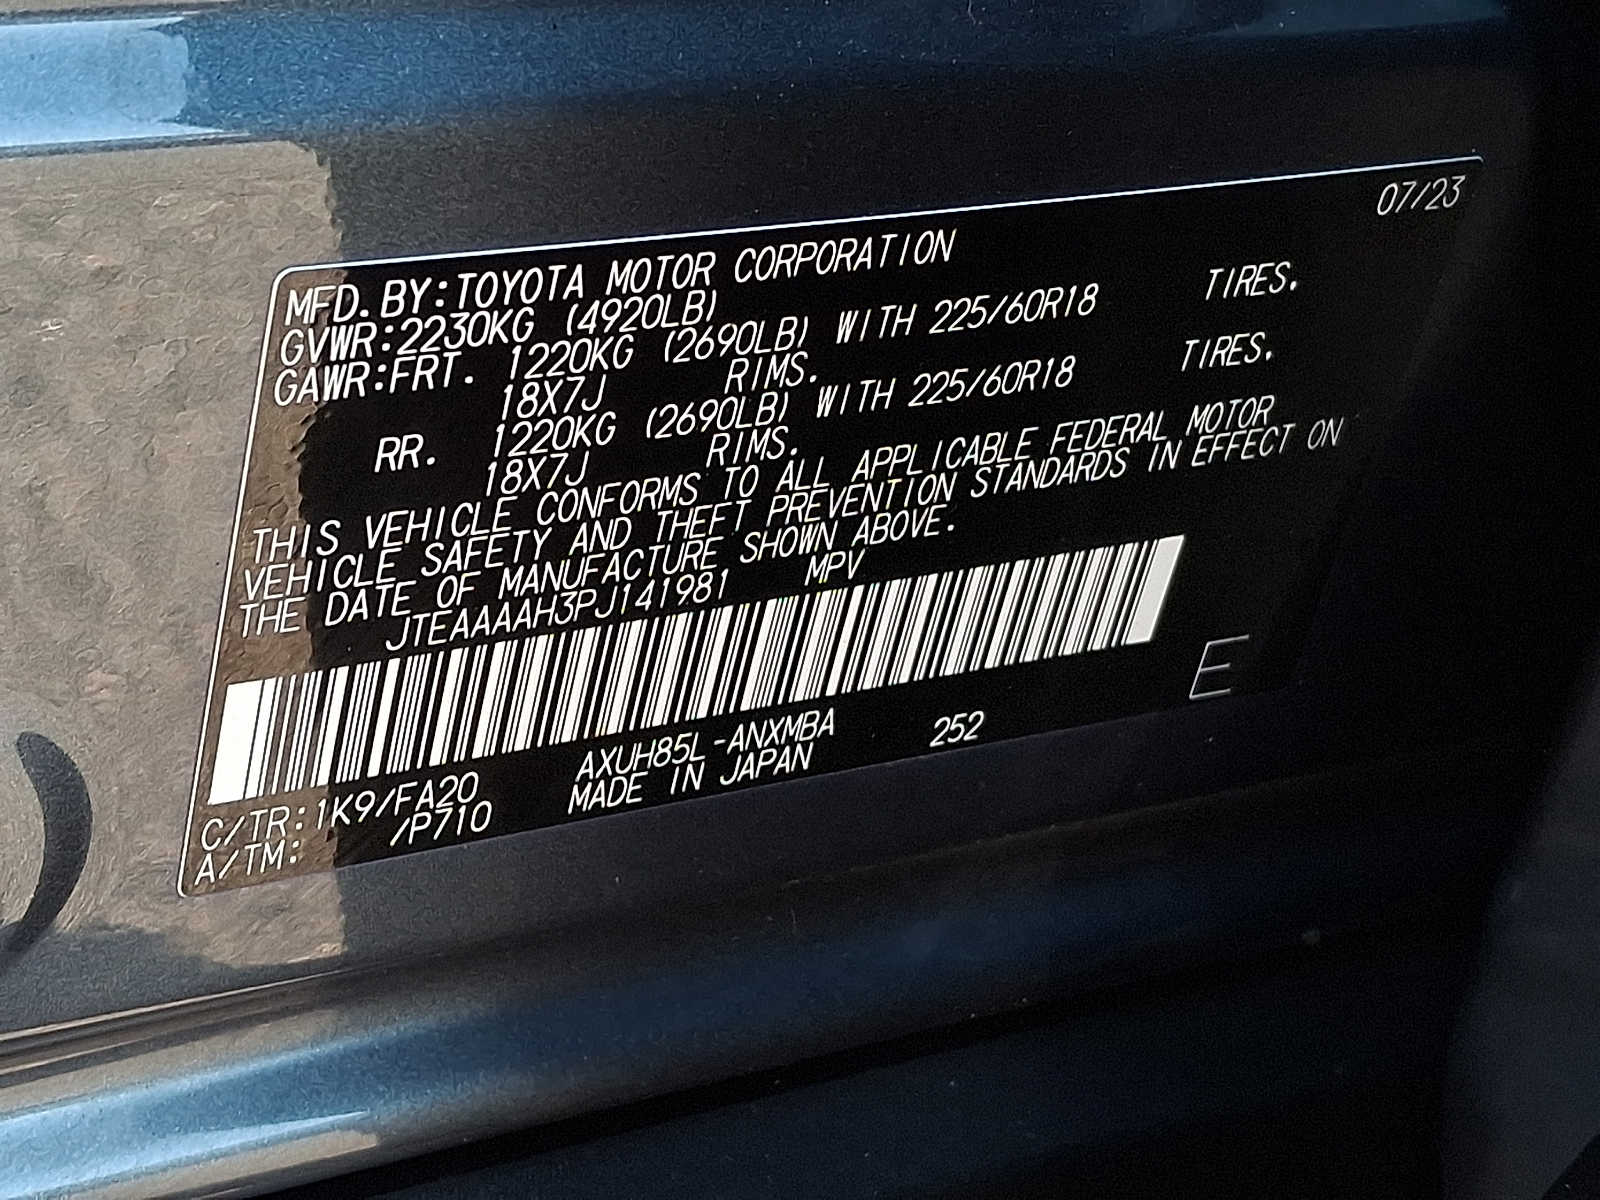 07/23
MFD. BY: TOYOTA MOTOR CORPORATION
GVWR: 2230KG (4920LB)
GAWR: FRT. 1220KG (2690LB) WITH 225/60R18 TIRES.
18X7J RIMS.
RR. 1220KG (2690LB) WITH 225/60R18 TIRES.
18X7J RIMS.
THIS VEHICLE CONFORMS TO ALL APPLICABLE FEDERAL MOTOR
VEHICLE SAFETY AND THEFT PREVENTION STANDARDS IN EFFECT ON
THE DATE OF MANUFACTURE SHOWN ABOVE.
JTEAAAAH3PJ141981 MPV
E
C/TR: 1K9/FA20 AXUH85L-ANXMBA 252
A/TM: /P710 MADE IN JAPAN